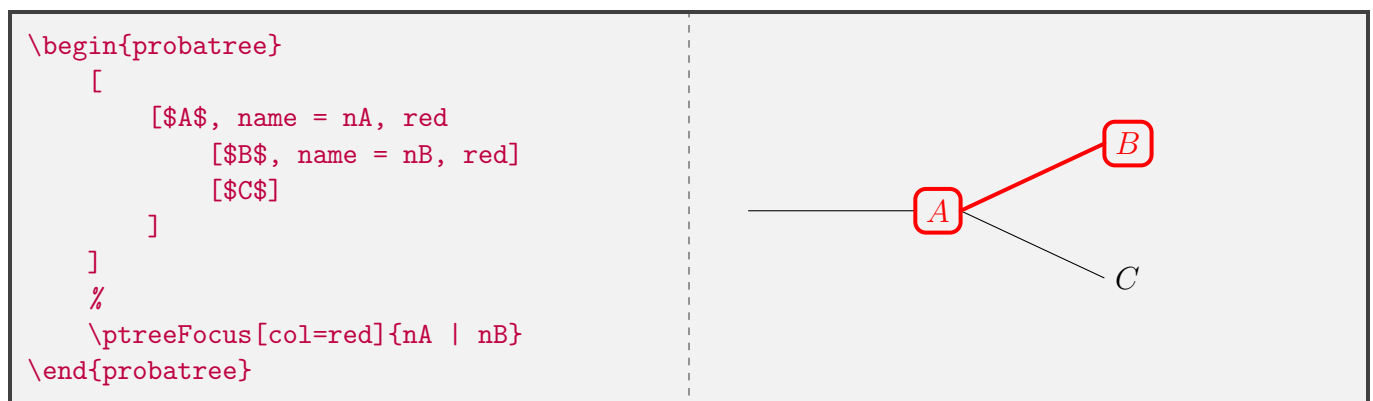 \begin{probatree}
    [
        [$A$, name = nA, red
            [$B$, name = nB, red]
            [$C$]
        ]
    ]
    %
    \ptreeFocus[col=red]{nA | nB}
\end{probatree}
B
A
C